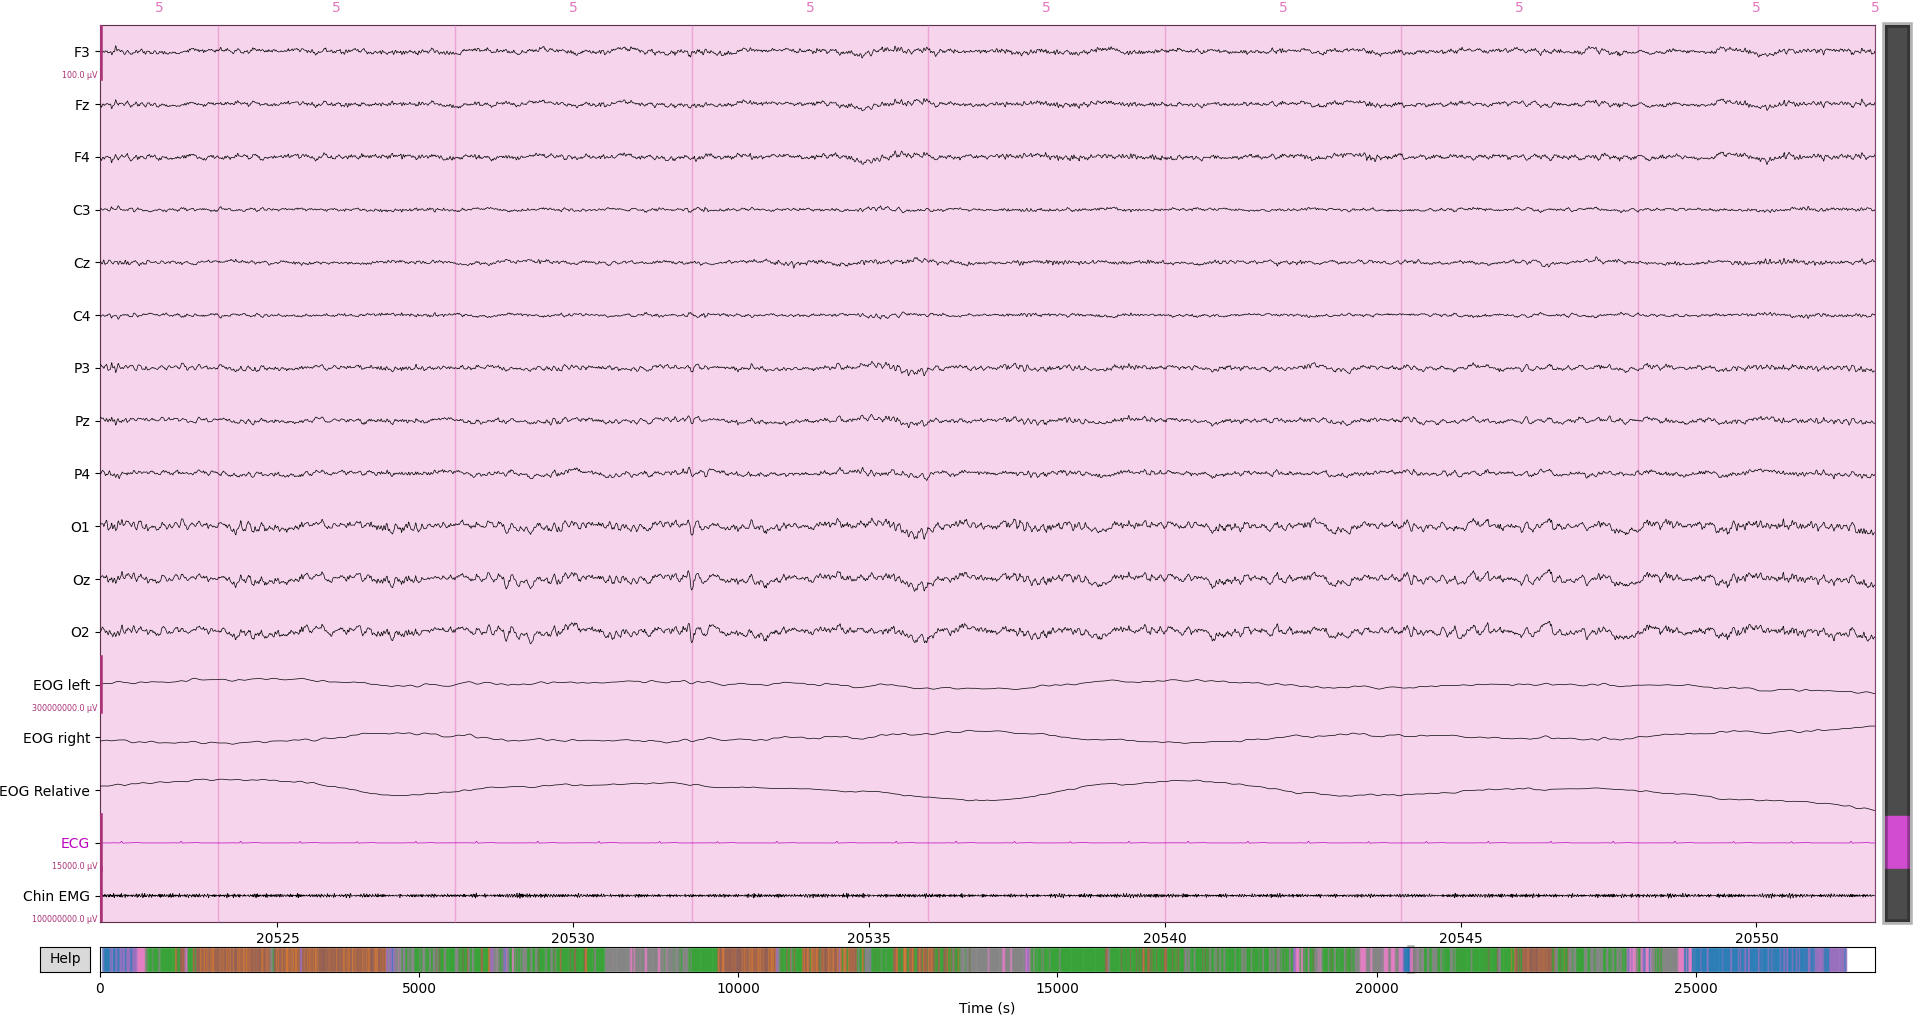 5 5 5 5 5 5 5 5 5
F3
100.0 µV
Fz
F4
C3
Cz
C4
P3
Pz
P4
O1
Oz
O2
EOG left
300000000.0 µV
EOG right
EOG Relative
ECG
15000.0 µV
Chin EMG
100000000.0 µV
20525 20530 20535 20540 20545 20550
Help
0 5000 10000 15000 20000 25000
Time (s)